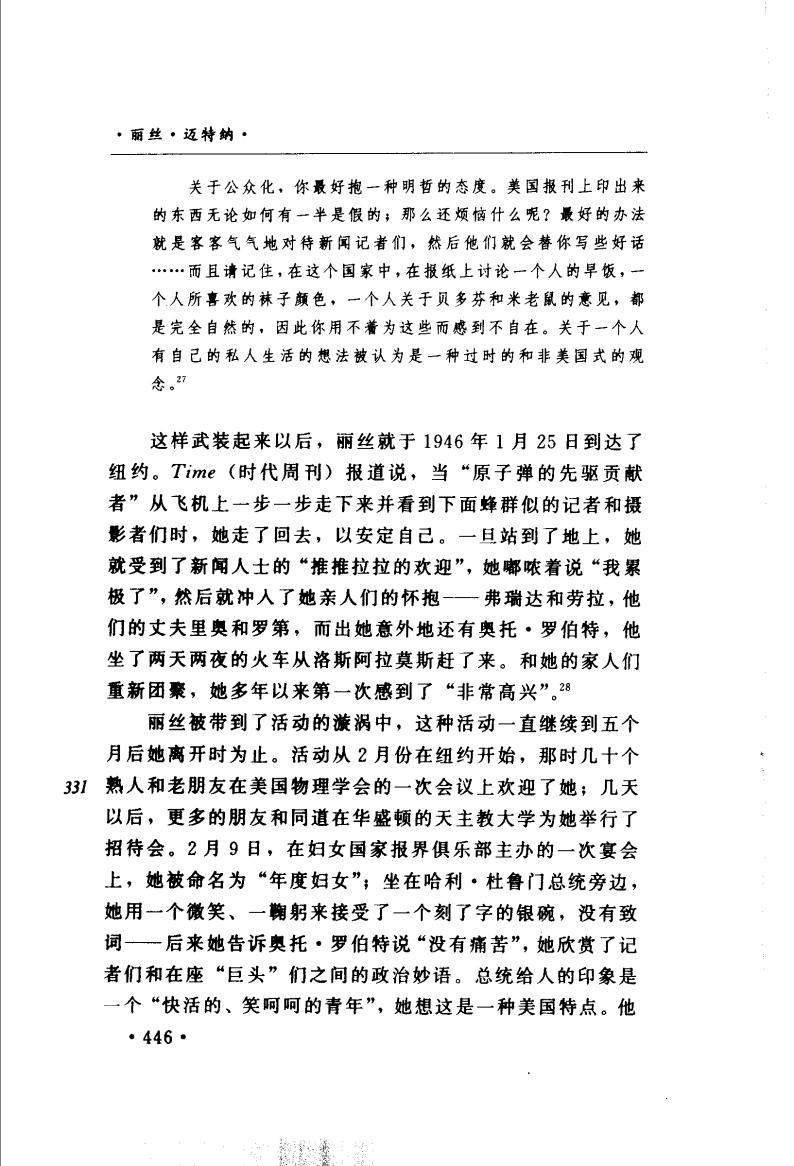 ·丽丝·迈特纳·
关于公众化，你最好抱一种明哲的态度。美国报刊上印出来
的东西无论如何有一半是假的；那么还烦恼什么呢？最好的办法
就是客客气气地对待新闻记者们，然后他们就会替你写些好话
……而且请记住，在这个国家中，在报纸上讨论一个人的早饭，一
个人所喜欢的袜子颜色，一个人关于贝多芬和米老鼠的意见，都
是完全自然的，因此你用不着为这些而感到不自在。关于一个人
有自己的私人生活的想法被认为是一种过时的和非美国式的观
念。27
这样武装起来以后，丽丝就于1946年1月25日到达了
纽约。Time（时代周刊）报道说，当“原子弹的先驱贡献
者”从飞机上一步一步走下来并看到下面蜂群似的记者和摄
影者们时，她走了回去，以安定自己。一旦站到了地上，她
就受到了新闻人士的“推推拉拉的欢迎”，她嘟哝着说“我累
极了”，然后就冲入了她亲人们的怀抱——弗瑞达和劳拉，他
们的丈夫里奥和罗第，而出她意外地还有奥托·罗伯特，他
坐了两天两夜的火车从洛斯阿拉莫斯赶了来。和她的家人们
重新团聚，她多年以来第一次感到了“非常高兴”。28
丽丝被带到了活动的漩涡中，这种活动一直继续到五个
月后她离开时为止。活动从2月份在纽约开始，那时几十个
331 熟人和老朋友在美国物理学会的一次会议上欢迎了她；几天
以后，更多的朋友和同道在华盛顿的天主教大学为她举行了
招待会。2月9日，在妇女国家报界俱乐部主办的一次宴会
上，她被命名为“年度妇女”；坐在哈利·杜鲁门总统旁边，
她用一个微笑、一鞠躬来接受了一个刻了字的银碗，没有致
词——后来她告诉奥托·罗伯特说“没有痛苦”，她欣赏了记
者们和在座“巨头”们之间的政治妙语。总统给人的印象是
一个“快活的、笑呵呵的青年”，她想这是一种美国特点。他
·446·